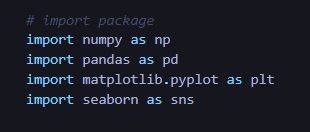 # import package
import numpy as np
import pandas as pd
import matplotlib.pyplot as plt
import seaborn as sns